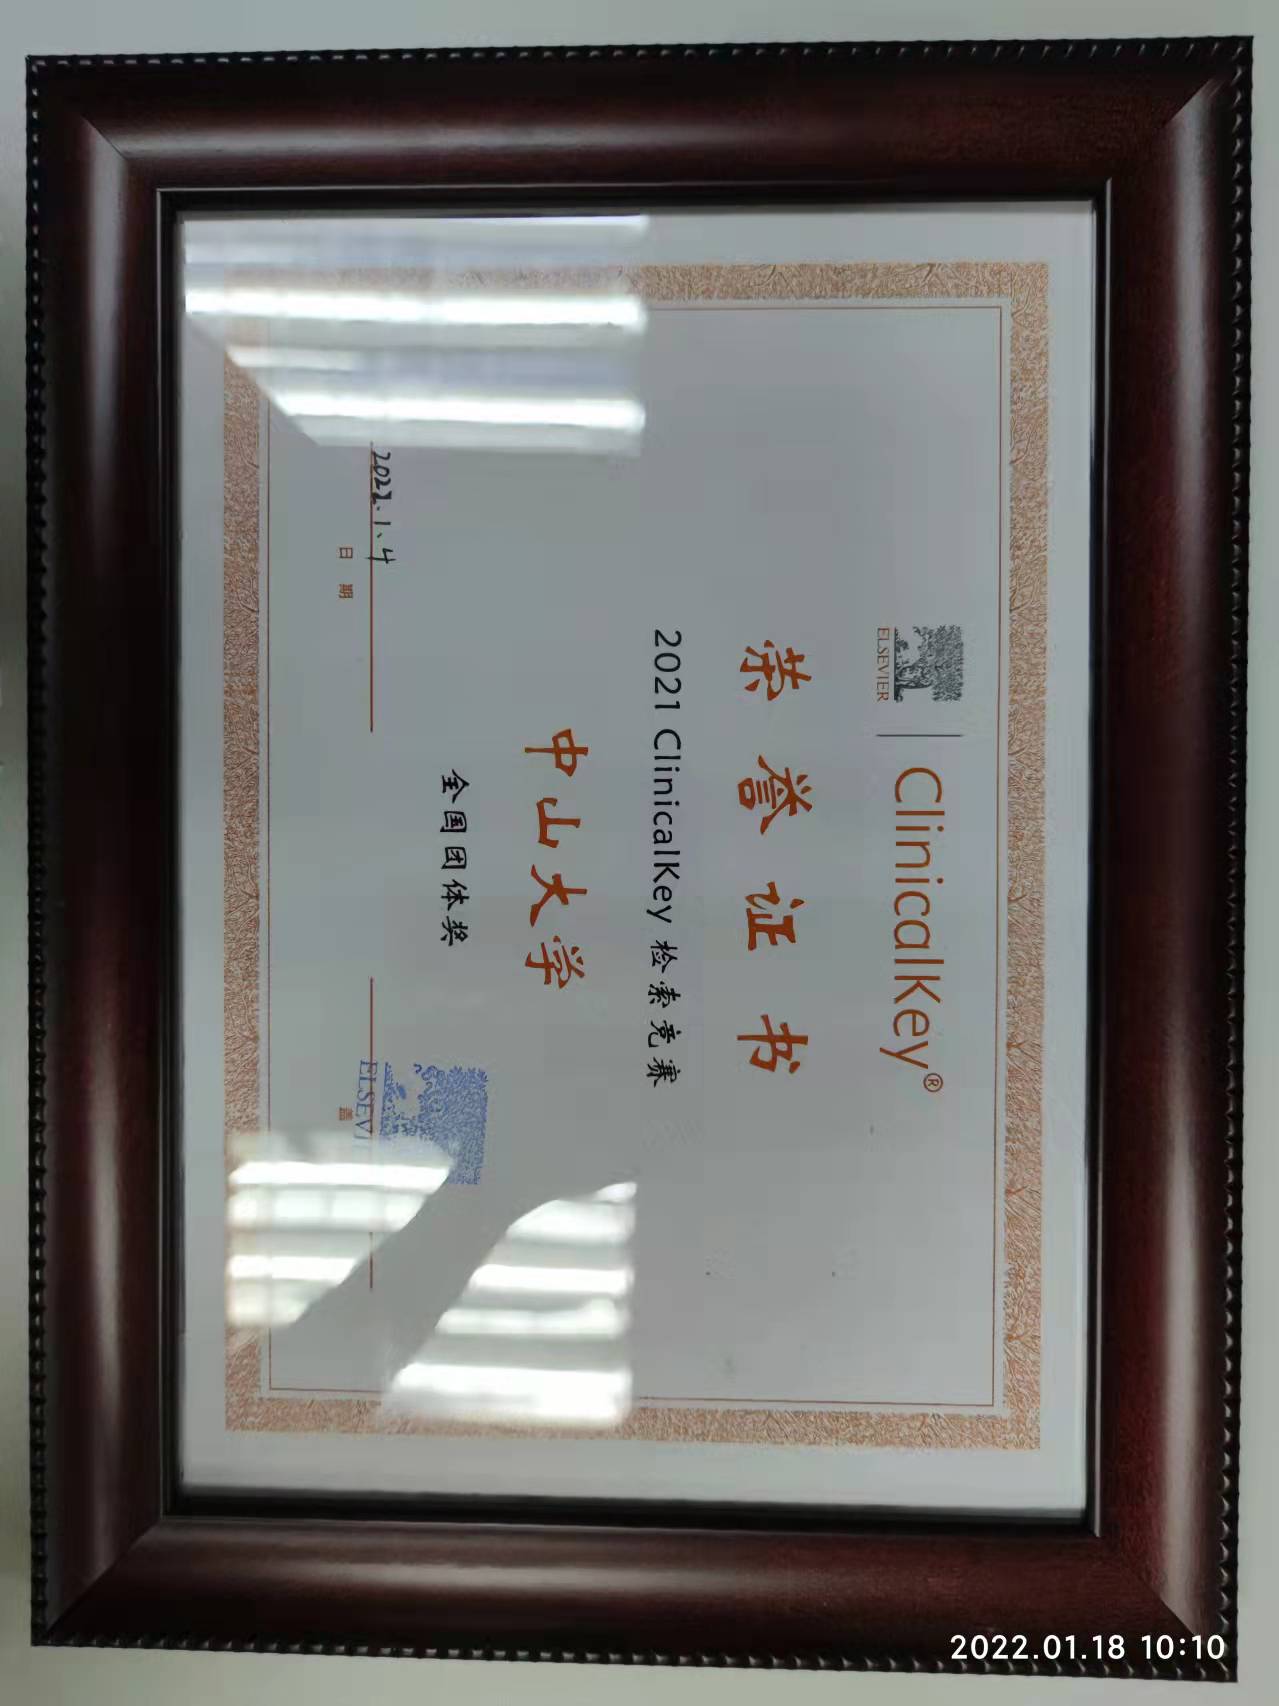 ELSEVIER
ClinicalKey®
荣誉证书
2021 ClinicalKey 检索竞赛
中山大学
全国团体奖
2022.1.4
日 期
盖
2022.01.18 10:10